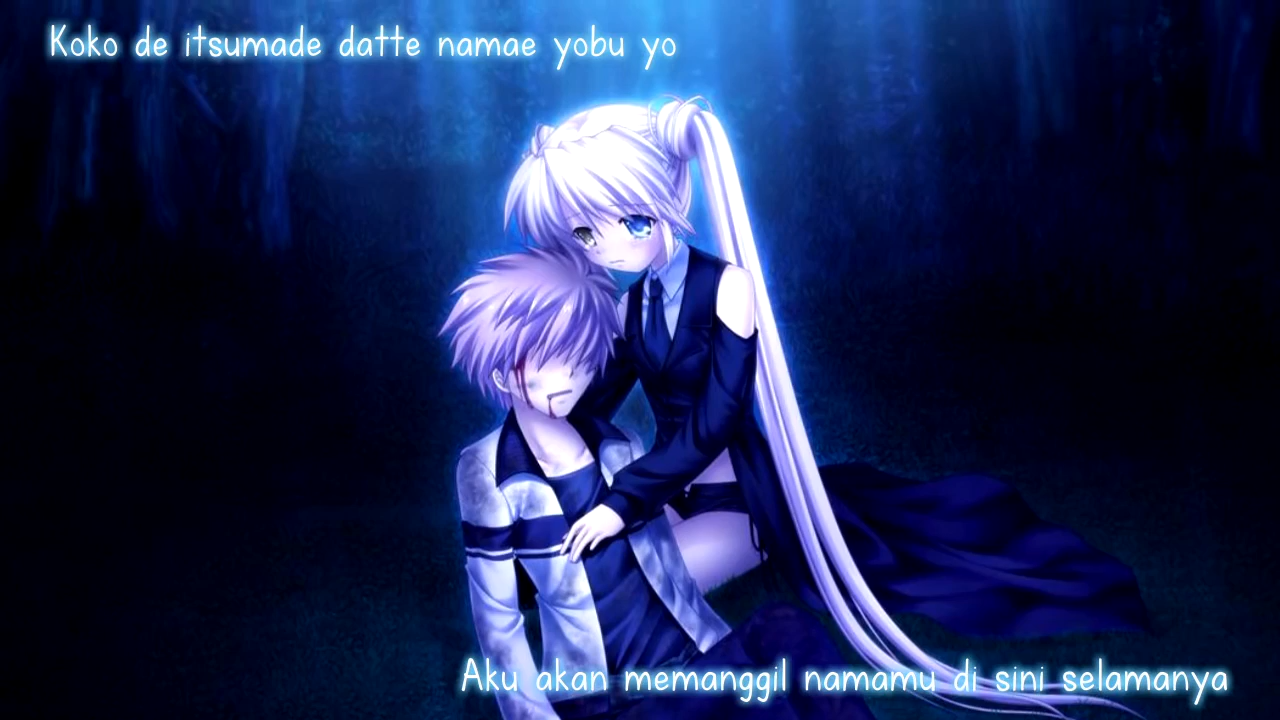 Koko de itsumade datte namae yobu yo
Aku akan memanggil namamu di sini selamanya